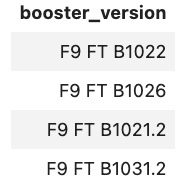 booster_version
F9 FT B1022
F9 FT B1026
F9 FT B1021.2
F9 FT B1031.2